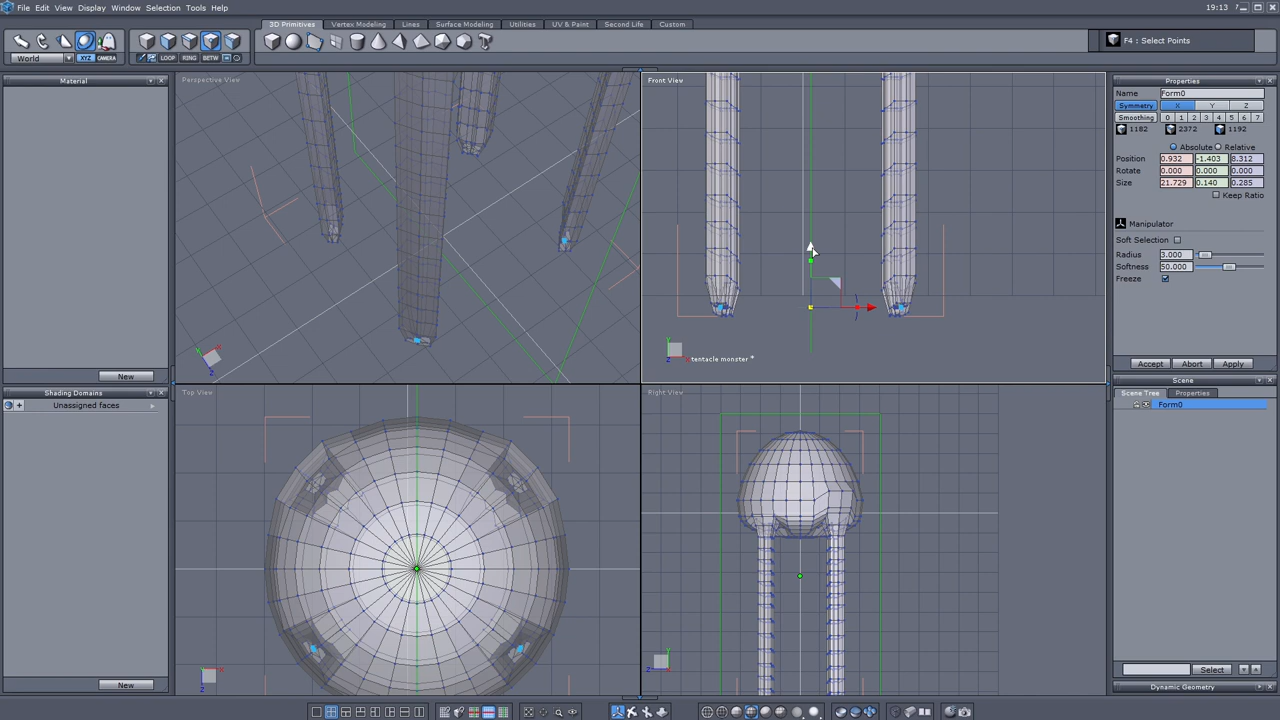 File Edit View Display Window Selection Tools Help
19:13
3D Primitives Vertex Modeling Lines Surface Modeling Utilities UV & Paint Second Life Custom
F4 : Select Points
World XYZ CAMERA LOOP RING BETW
Material
New
Shading Domains
Unassigned faces
New
Perspective View
Front View
tentacle monster *
Top View
Right View
Properties
Name Form0
Symmetry X Y Z
Smoothing 0 1 2 3 4 5 6 7
1182 2372 1192
Absolute Relative
Position 0.932 -1.403 8.312
Rotate 0.000 0.000 0.000
Size 21.729 0.140 0.285
Keep Ratio
Manipulator
Soft Selection
Radius 3.000
Softness 50.000
Freeze
Accept Abort Apply
Scene
Scene Tree Properties
Form0
Select
Dynamic Geometry